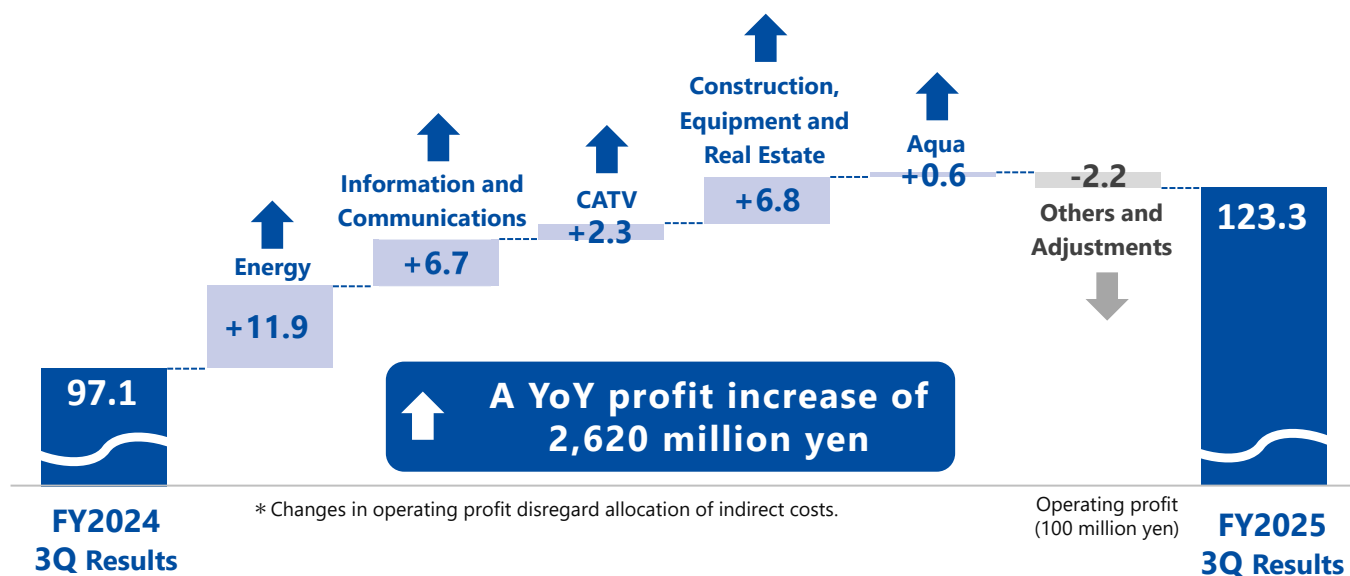 97.1
FY2024
3Q Results
Energy
+11.9
Information and
Communications
+6.7
CATV
+2.3
Construction,
Equipment and
Real Estate
+6.8
Aqua
+0.6
-2.2
Others and
Adjustments
123.3
A YoY profit increase of
2,620 million yen
＊Changes in operating profit disregard allocation of indirect costs.
Operating profit
(100 million yen)
FY2025
3Q Results